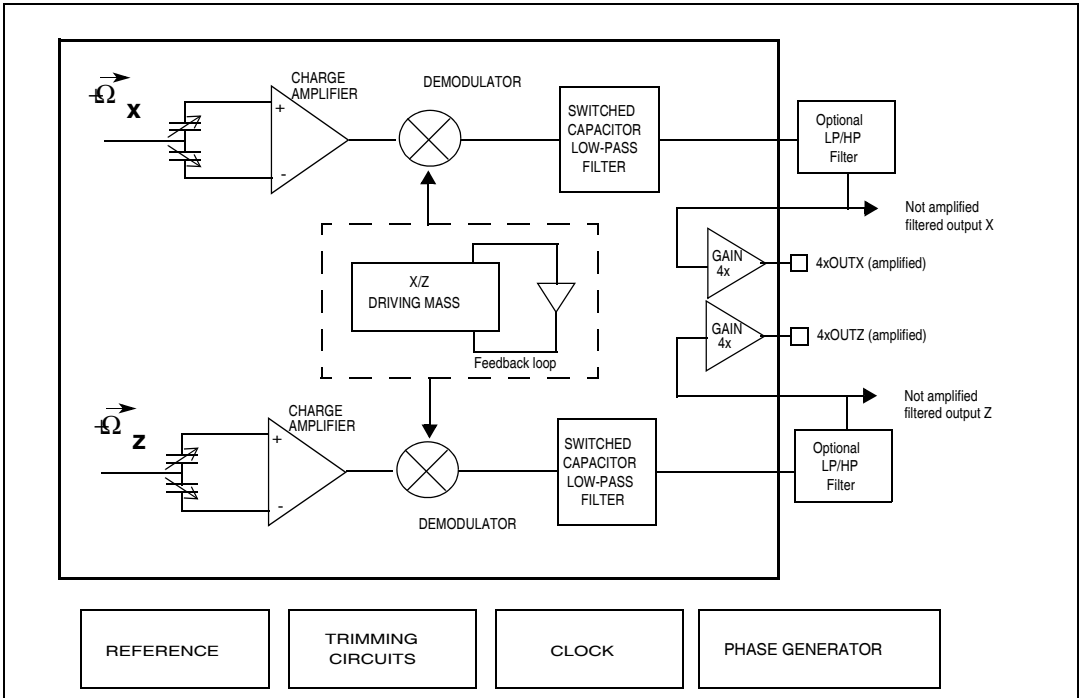 +Ω X
CHARGE
AMPLIFIER
+
-
DEMODULATOR
SWITCHED
CAPACITOR
LOW-PASS
FILTER
Optional
LP/HP
Filter
Not amplified
filtered output X
GAIN
4x
4xOUTX (amplified)
X/Z
DRIVING MASS
Feedback loop
GAIN
4x
4xOUTZ (amplified)
Not amplified
filtered output Z
+Ω Z
CHARGE
AMPLIFIER
+
-
DEMODULATOR
SWITCHED
CAPACITOR
LOW-PASS
FILTER
Optional
LP/HP
Filter
REFERENCE
TRIMMING
CIRCUITS
CLOCK
PHASE GENERATOR